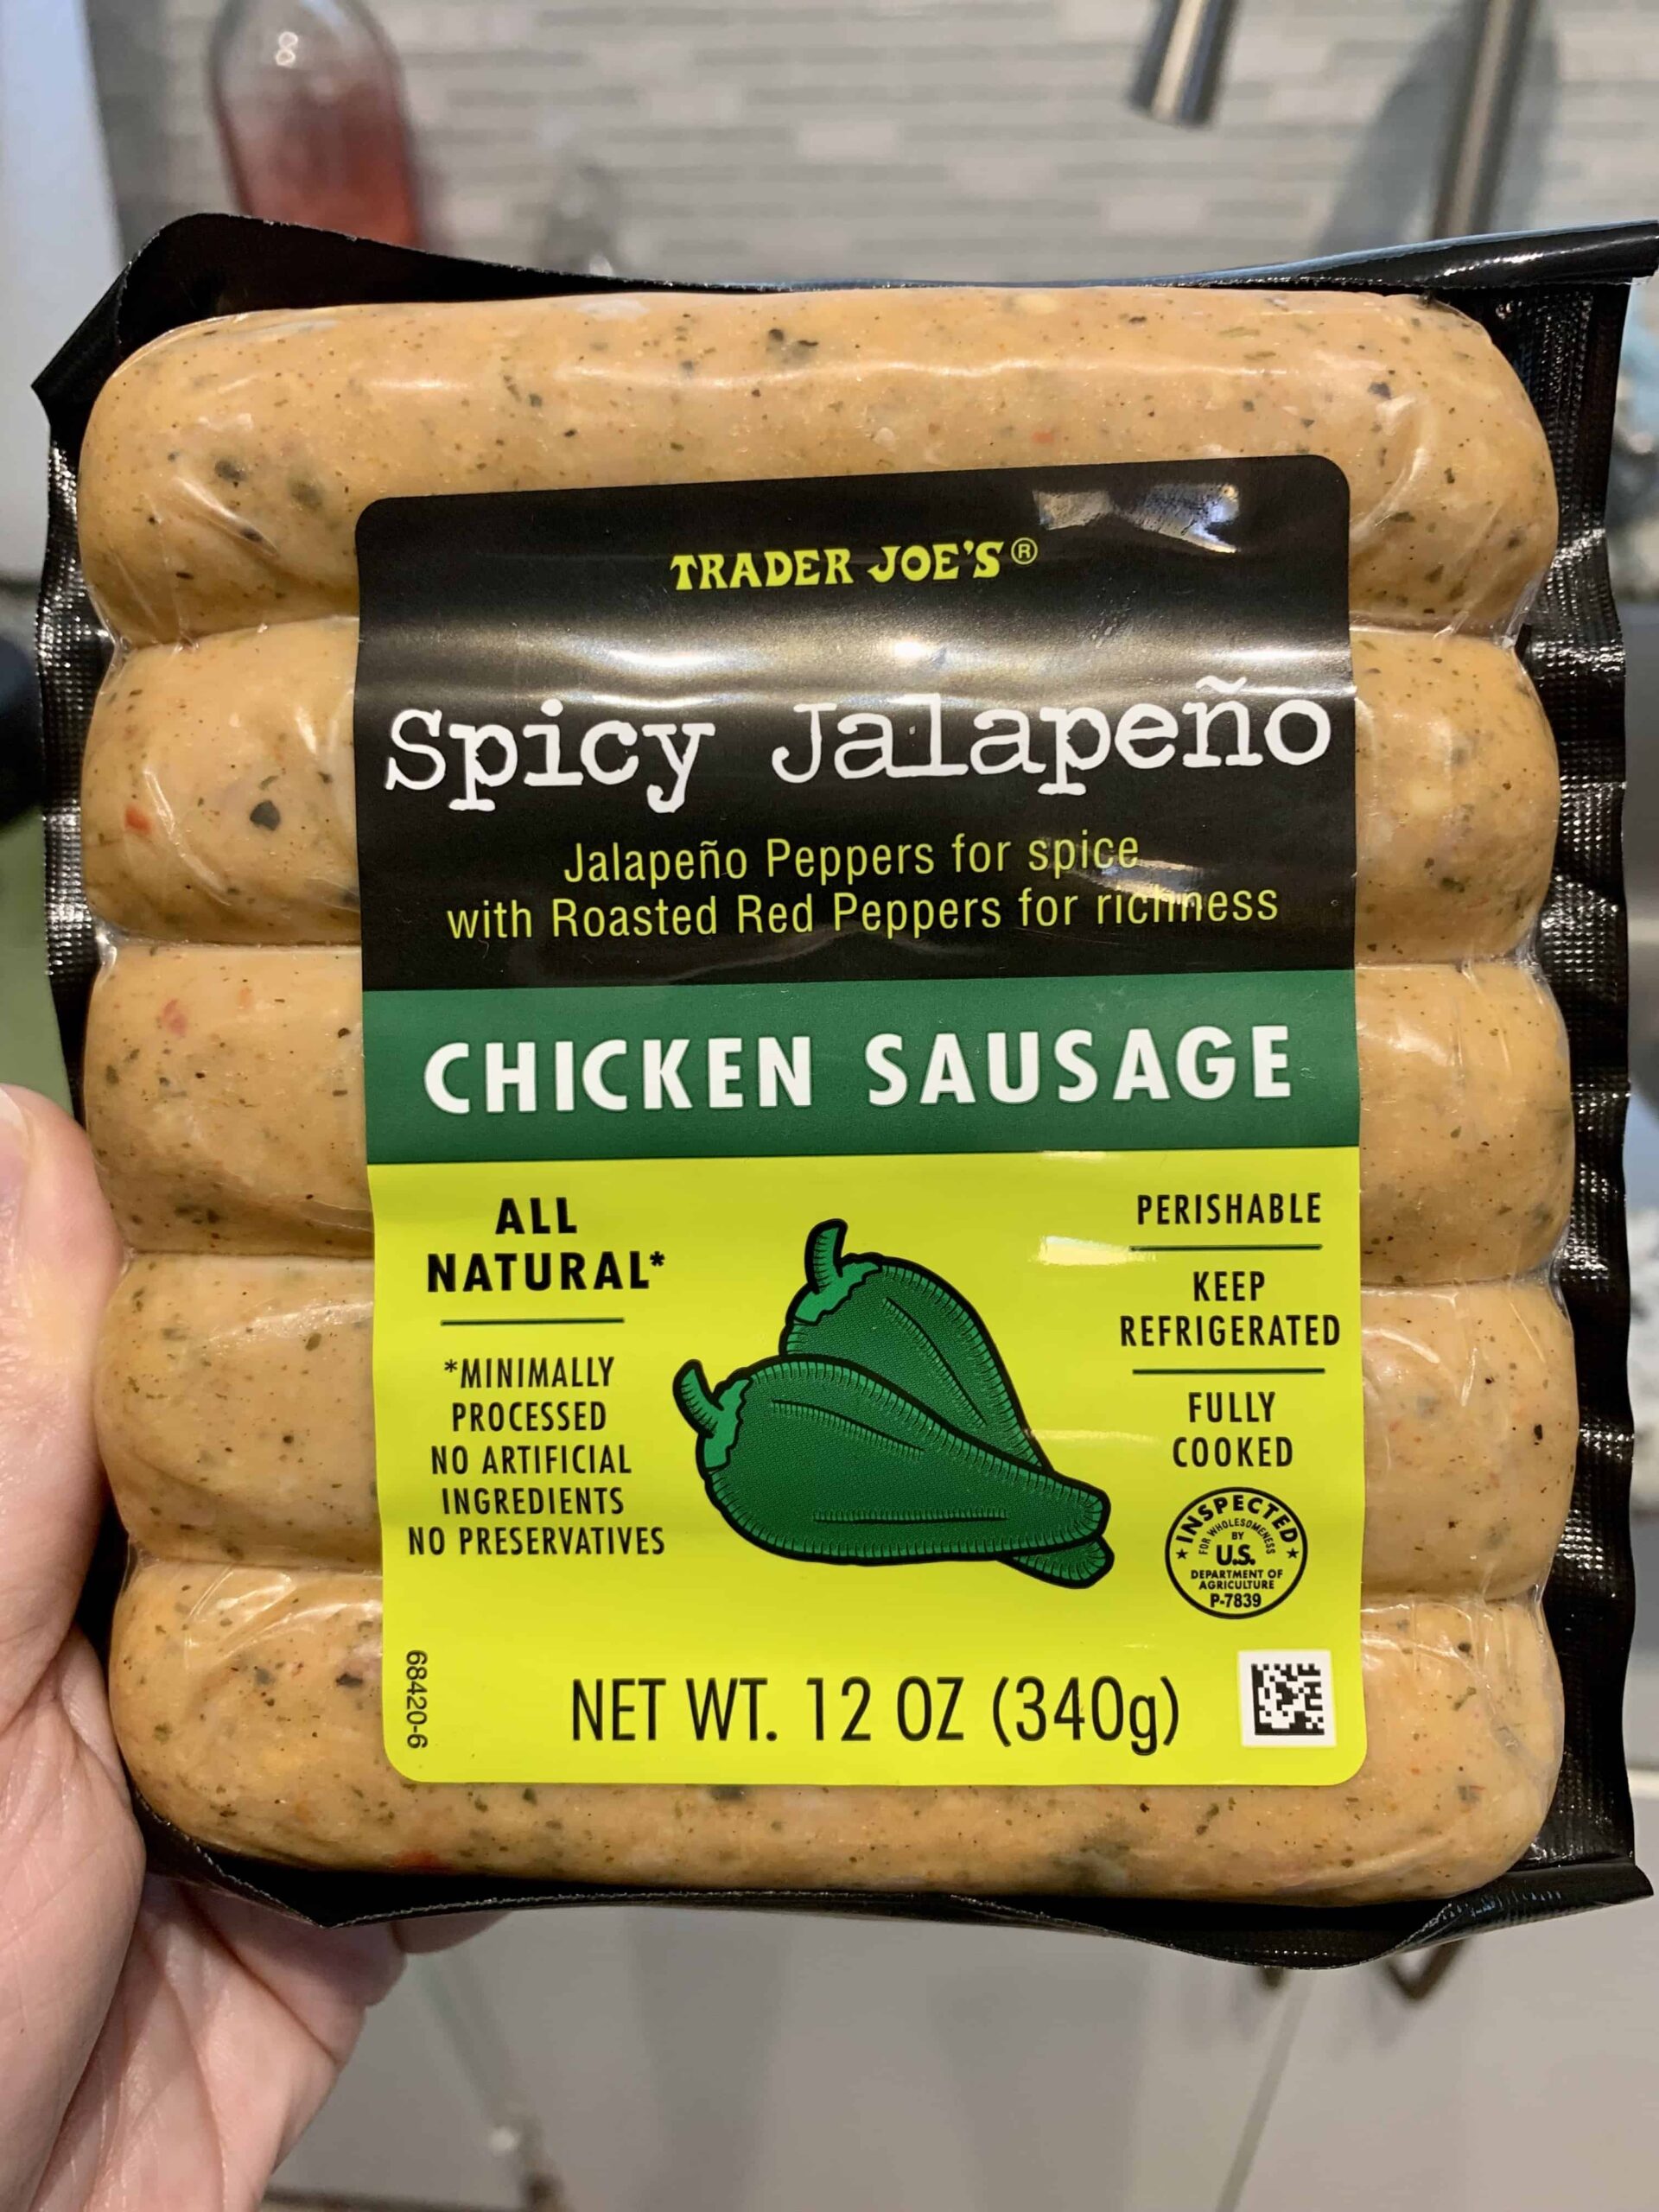 TRADER JOE'S®
Spicy Jalapeño
Jalapeño Peppers for spice
with Roasted Red Peppers for richness
CHICKEN SAUSAGE
ALL
NATURAL*
*MINIMALLY
PROCESSED
NO ARTIFICIAL
INGREDIENTS
NO PRESERVATIVES
PERISHABLE
KEEP
REFRIGERATED
FULLY
COOKED
INSPECTED
FOR WHOLESOMENESS
BY
U.S.
DEPARTMENT OF
AGRICULTURE
P-7839
68420-6
NET WT. 12 OZ (340g)